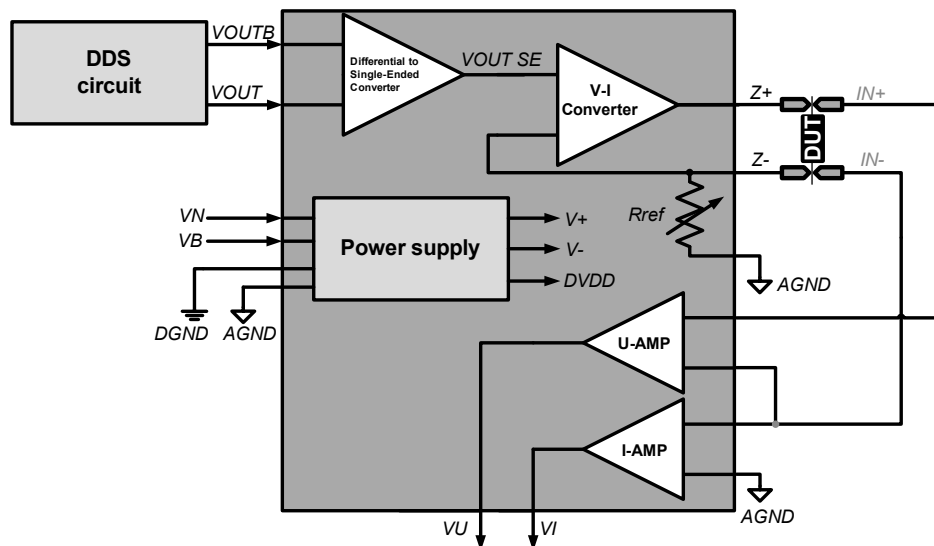 DDS
circuit
VOUTB
VOUT
Differential to
Single-Ended
Converter
VOUT SE
V-I
Converter
Z+
IN+
DUT
Z-
IN-
Rref
AGND
VN
VB
Power supply
V+
V-
DVDD
DGND
AGND
U-AMP
I-AMP
AGND
VU
VI